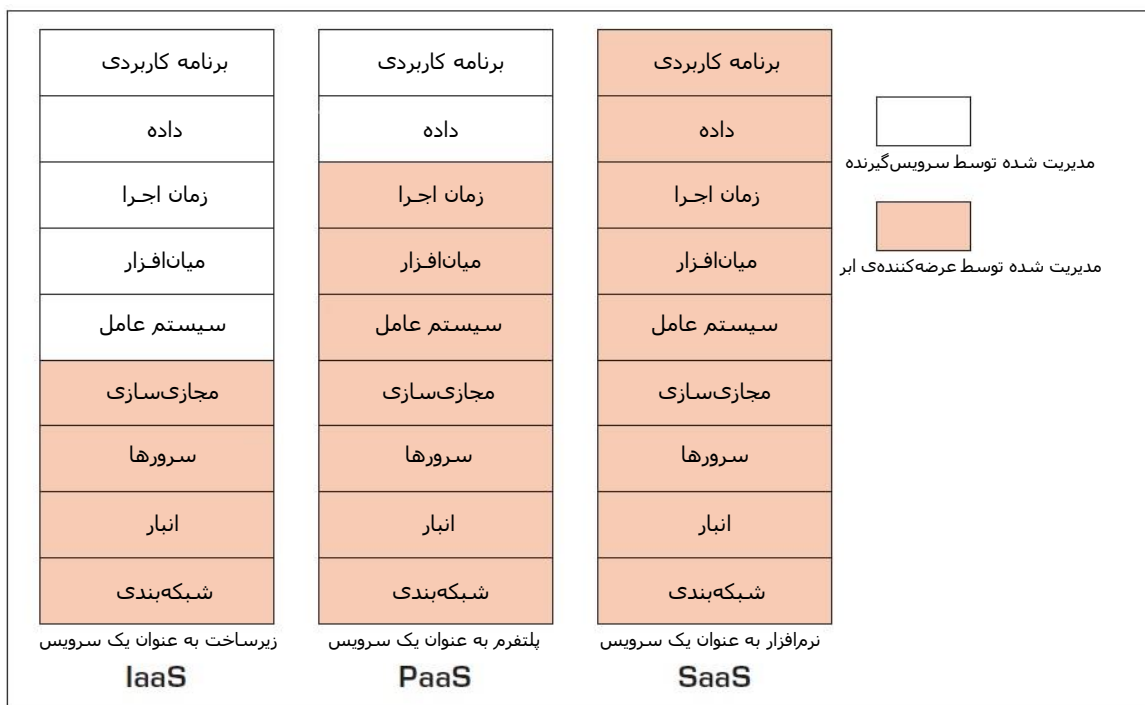 برنامه کاربردی
داده
زمان اجرا
میان‌افزار
سیستم عامل
مجازی‌سازی
سرورها
انبار
شبکه‌بندی
زیرساخت به عنوان یک سرویس
IaaS
برنامه کاربردی
داده
زمان اجرا
میان‌افزار
سیستم عامل
مجازی‌سازی
سرورها
انبار
شبکه‌بندی
پلتفرم به عنوان یک سرویس
PaaS
برنامه کاربردی
داده
زمان اجرا
میان‌افزار
سیستم عامل
مجازی‌سازی
سرورها
انبار
شبکه‌بندی
نرم‌افزار به عنوان یک سرویس
SaaS
مدیریت شده توسط سرویس‌گیرنده
مدیریت شده توسط عرضه‌کننده‌ی ابر